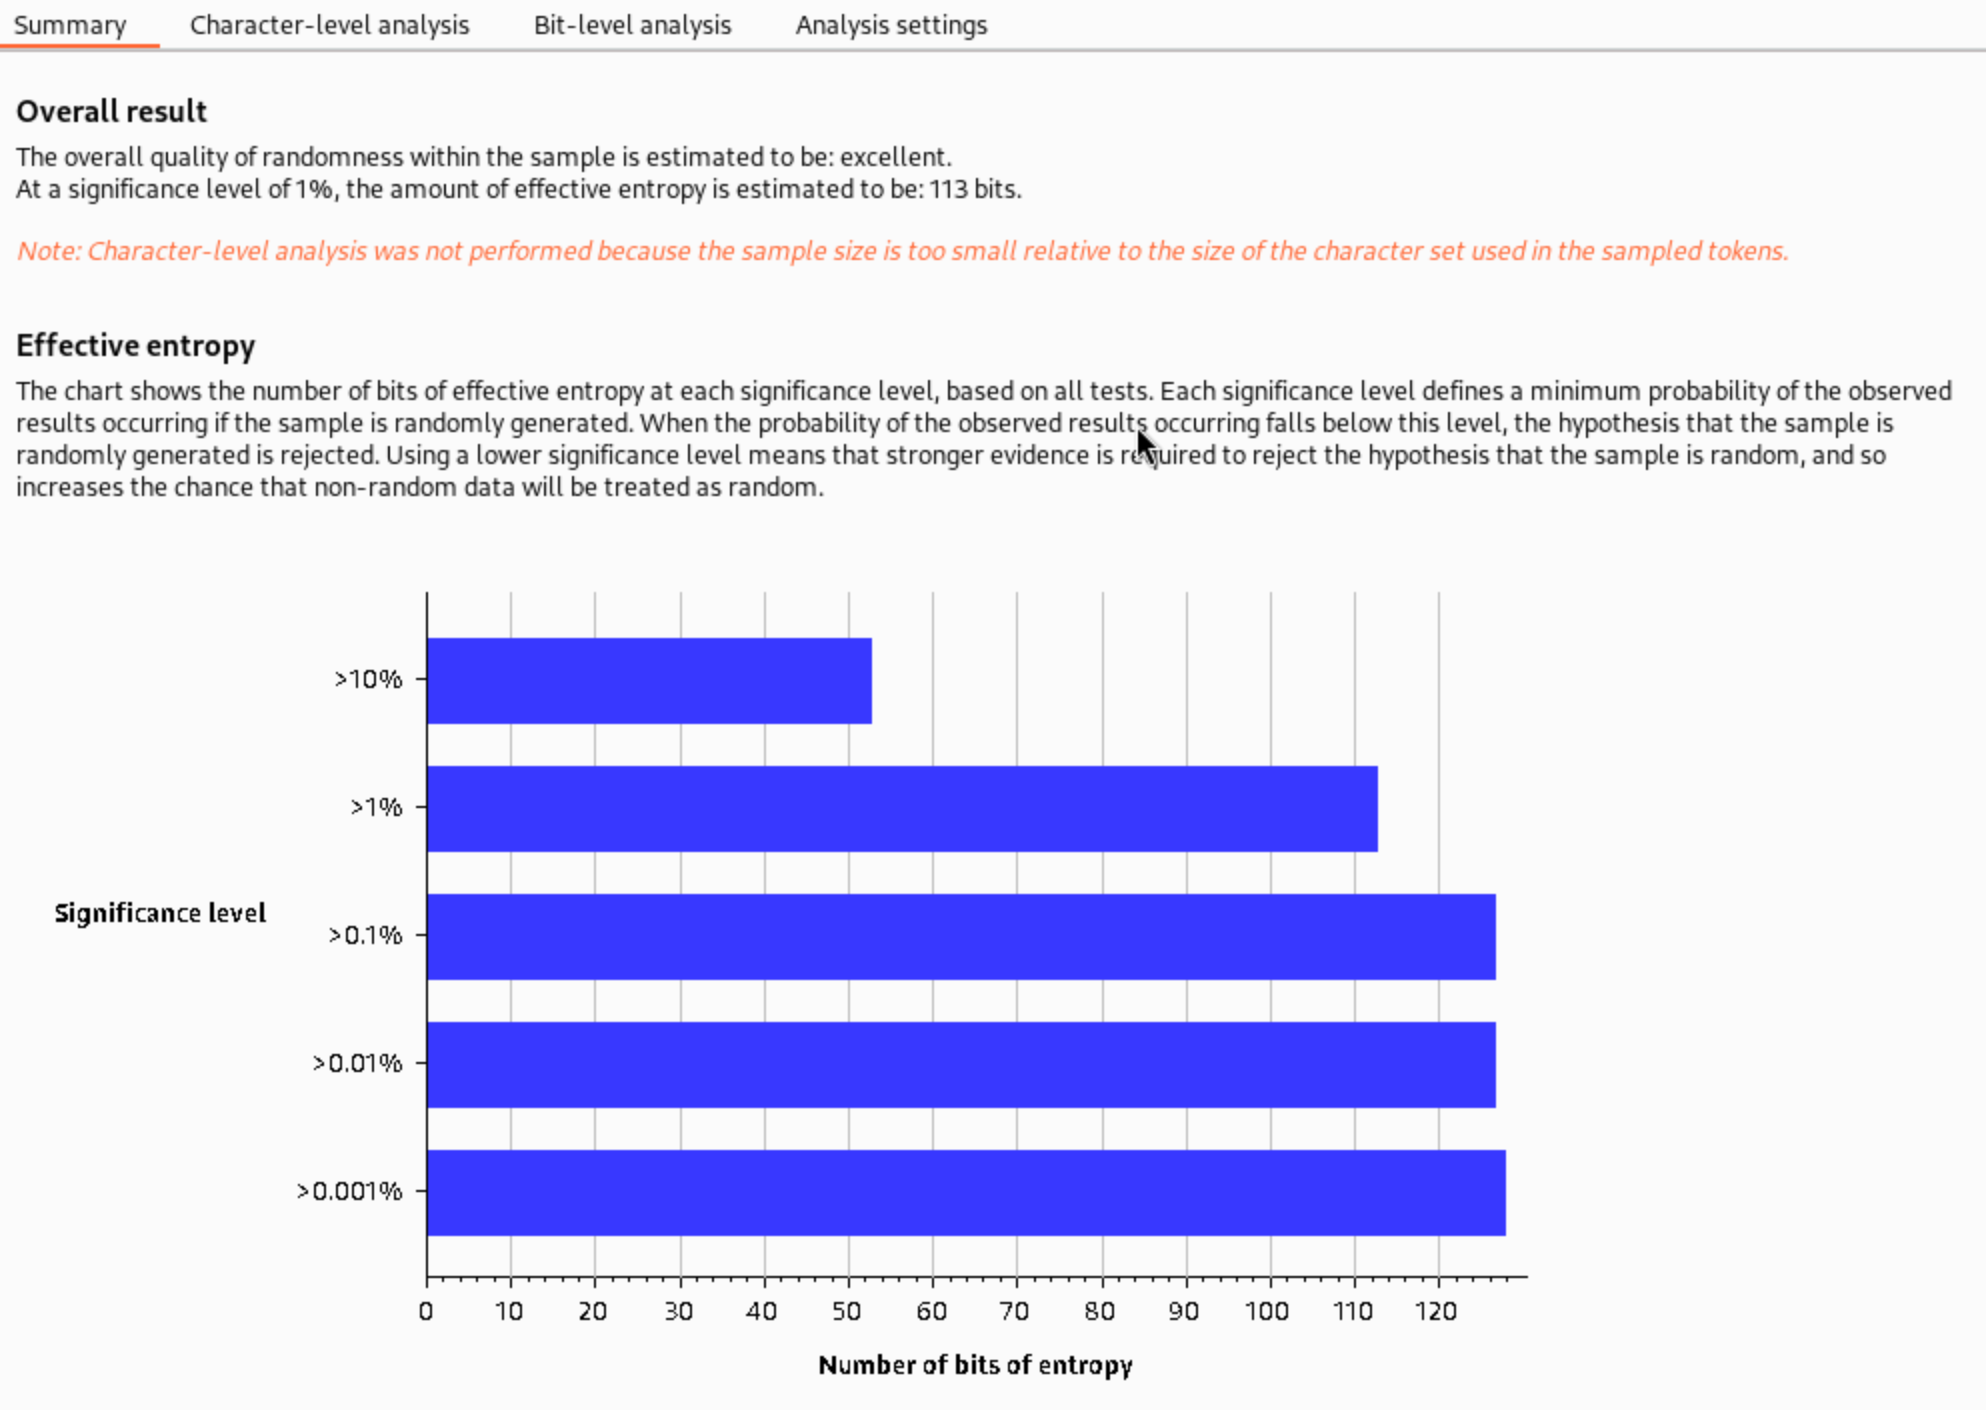 Summary Character-level analysis Bit-level analysis Analysis settings
Overall result
The overall quality of randomness within the sample is estimated to be: excellent.
At a significance level of 1%, the amount of effective entropy is estimated to be: 113 bits.
Note: Character-level analysis was not performed because the sample size is too small relative to the size of the character set used in the sampled tokens.
Effective entropy
The chart shows the number of bits of effective entropy at each significance level, based on all tests. Each significance level defines a minimum probability of the observed
results occurring if the sample is randomly generated. When the probability of the observed results occurring falls below this level, the hypothesis that the sample is
randomly generated is rejected. Using a lower significance level means that stronger evidence is required to reject the hypothesis that the sample is random, and so
increases the chance that non-random data will be treated as random.
>10%
>1%
Significance level
>0.1%
>0.01%
>0.001%
0 10 20 30 40 50 60 70 80 90 100 110 120
Number of bits of entropy